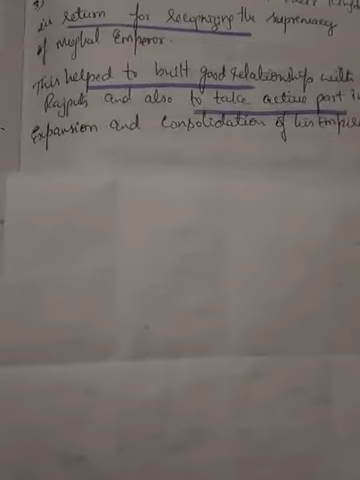 in return for recognizing the supremacy
of Mughal Emperor.
This helped to built good relationship with
Rajputs and also to take active part in
Expansion and Consolidation of his Empire